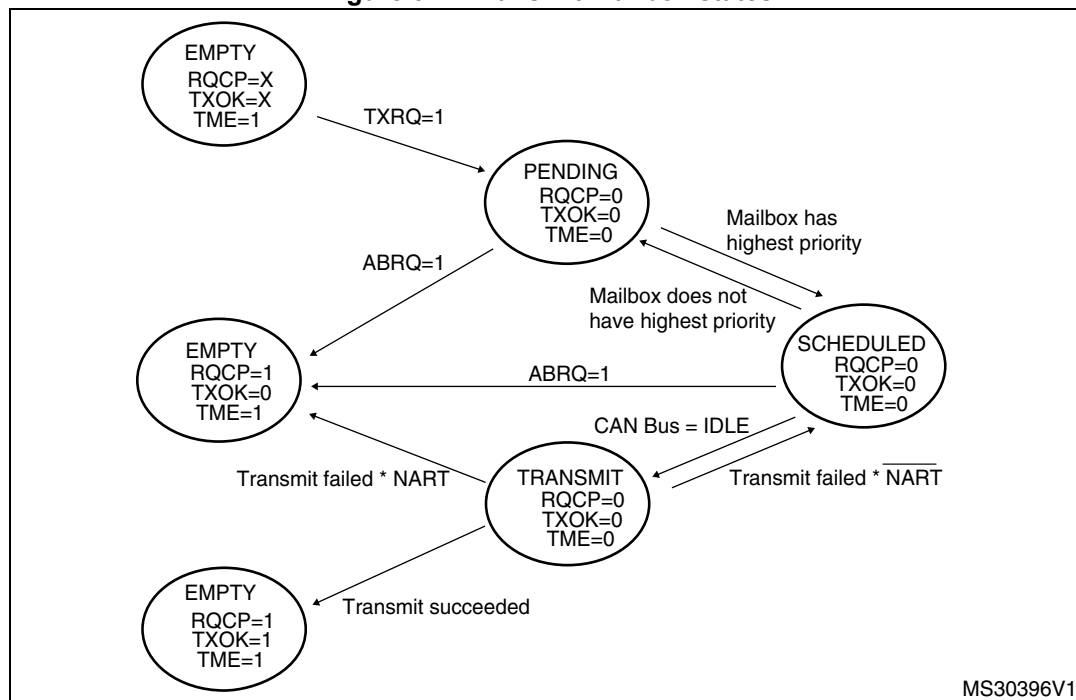 EMPTY
RQCP=X
TXOK=X
TME=1
TXRQ=1
PENDING
RQCP=0
TXOK=0
TME=0
Mailbox has
highest priority
ABRQ=1
Mailbox does not
have highest priority
EMPTY
RQCP=1
TXOK=0
TME=1
SCHEDULED
RQCP=0
TXOK=0
TME=0
ABRQ=1
CAN Bus = IDLE
Transmit failed * NART
TRANSMIT
RQCP=0
TXOK=0
TME=0
Transmit failed * N̅A̅R̅T̅
EMPTY
RQCP=1
TXOK=1
TME=1
Transmit succeeded
MS30396V1